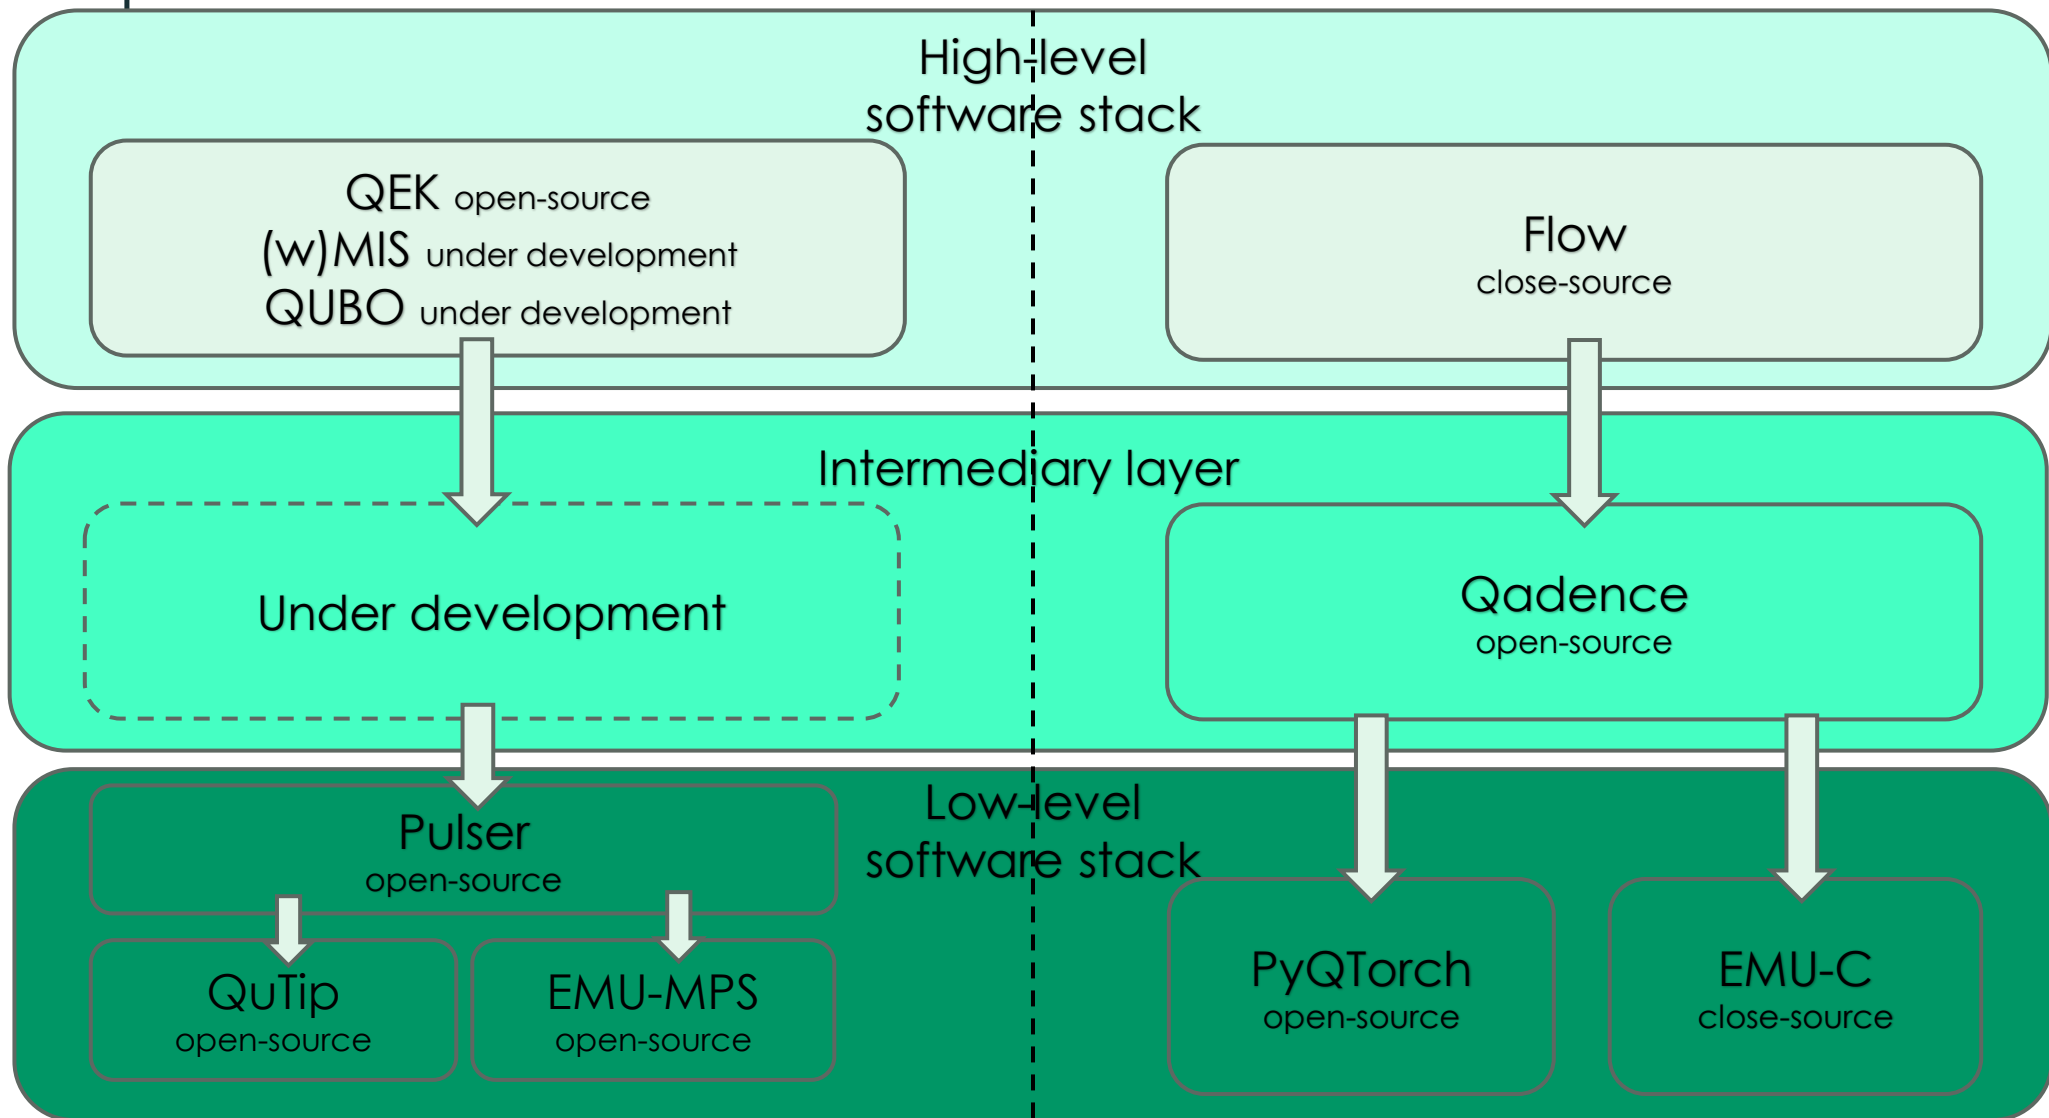 High-level
software stack
QEK open-source
(w)MIS under development
QUBO under development
Flow
close-source
Intermediary layer
Under development
Qadence
open-source
Low-level
software stack
Pulser
open-source
QuTip
open-source
EMU-MPS
open-source
PyQTorch
open-source
EMU-C
close-source